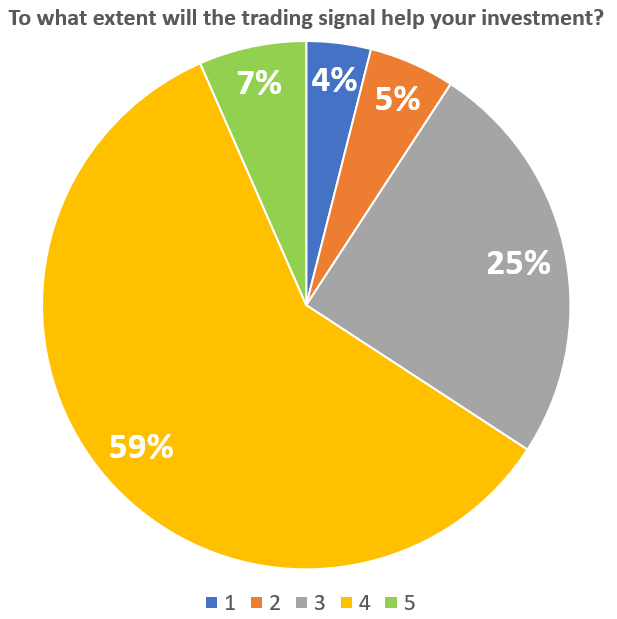 To what extent will the trading signal help your investment?
7%
4%
5%
25%
59%
1 2 3 4 5